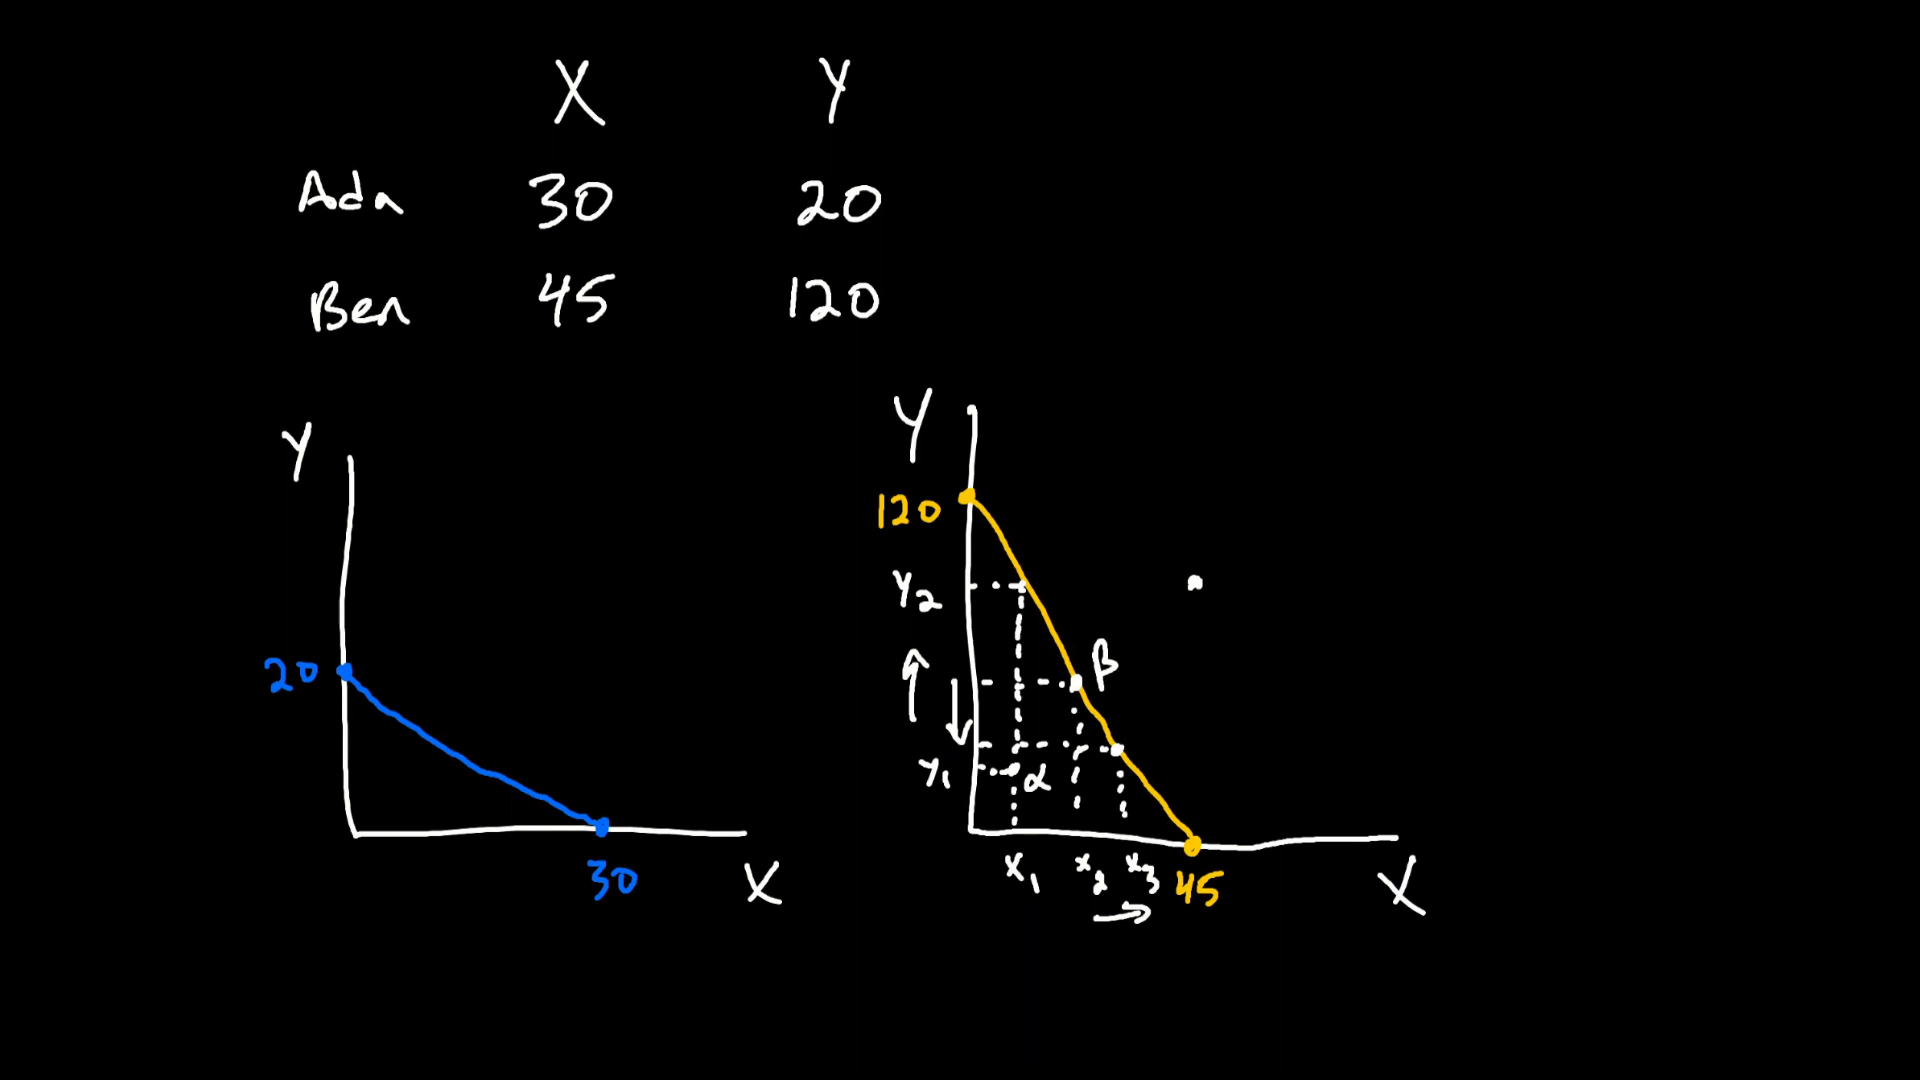 X Y
Ada 30 20
Ben 45 120
Y
20
30
X
Y
120
y₂
β
y₁
α
x₁ x₂ x₃ 45
X